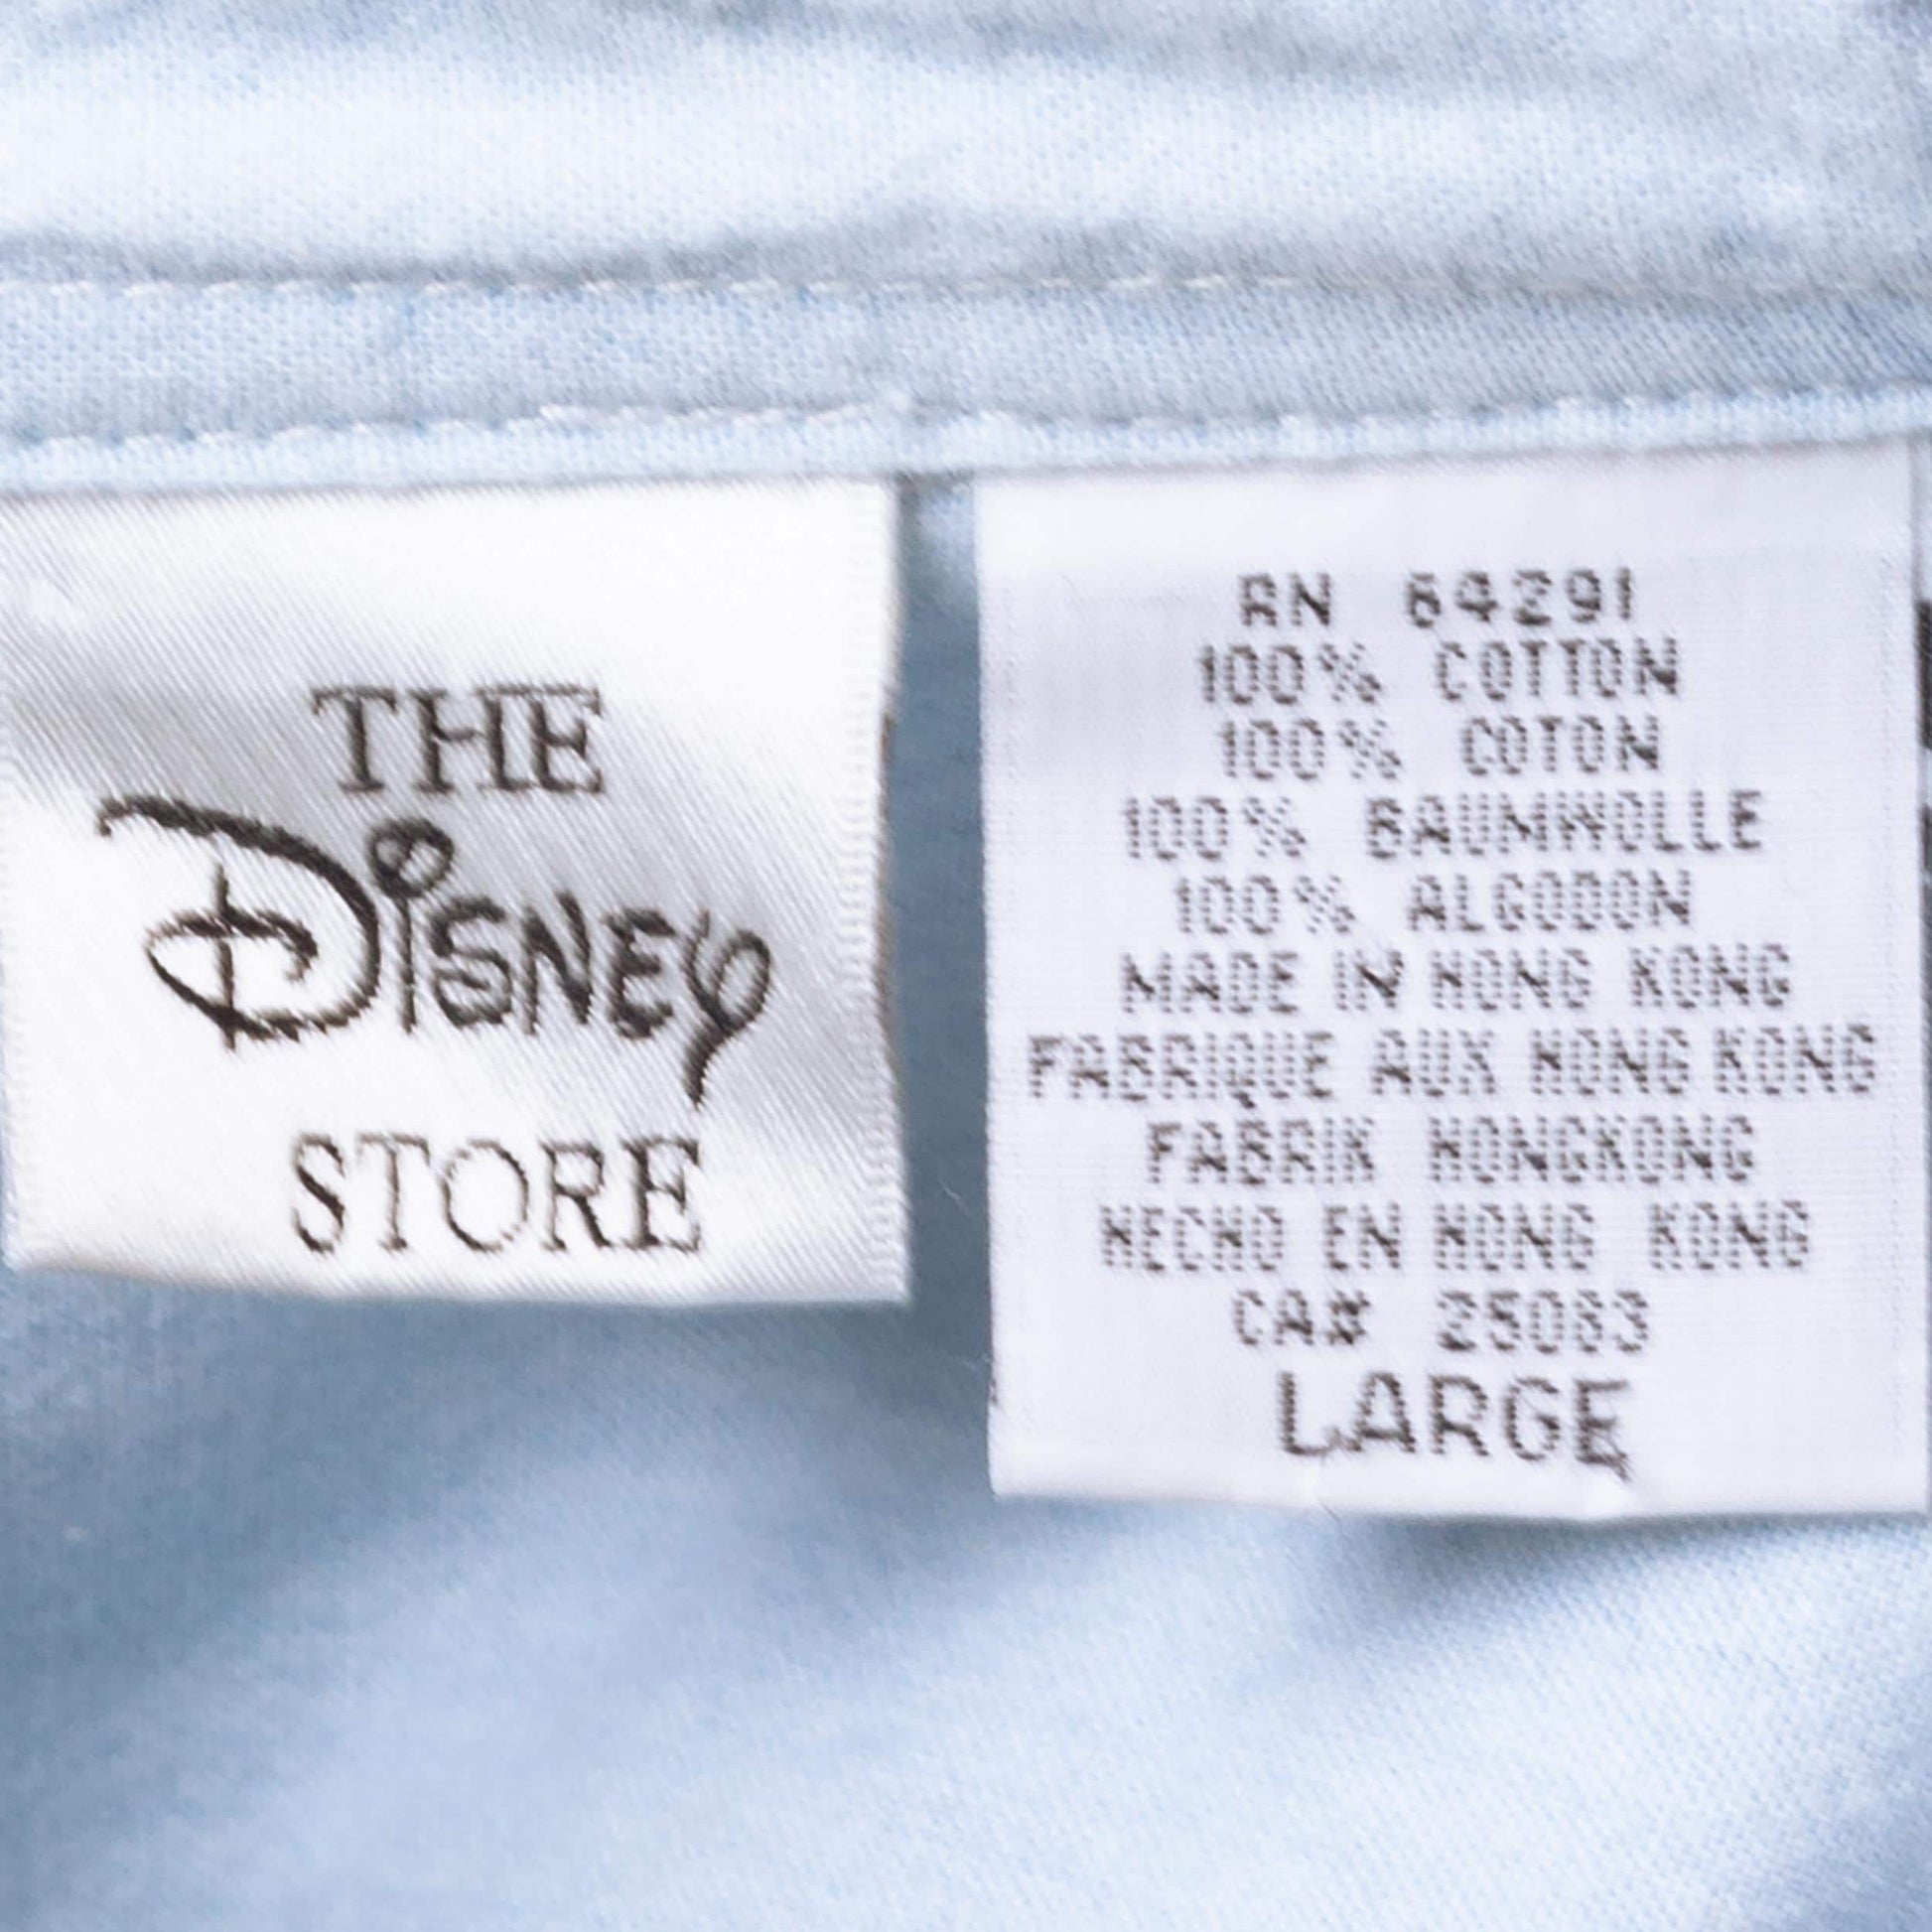 THE
DISNEY
STORE
RN 64291
100% COTTON
100% COTON
100% BAUMWOLLE
100% ALGODON
MADE IN HONG KONG
FABRIQUE AUX HONG KONG
FABRIK HONGKONG
HECHO EN HONG KONG
CA# 25083
LARGE